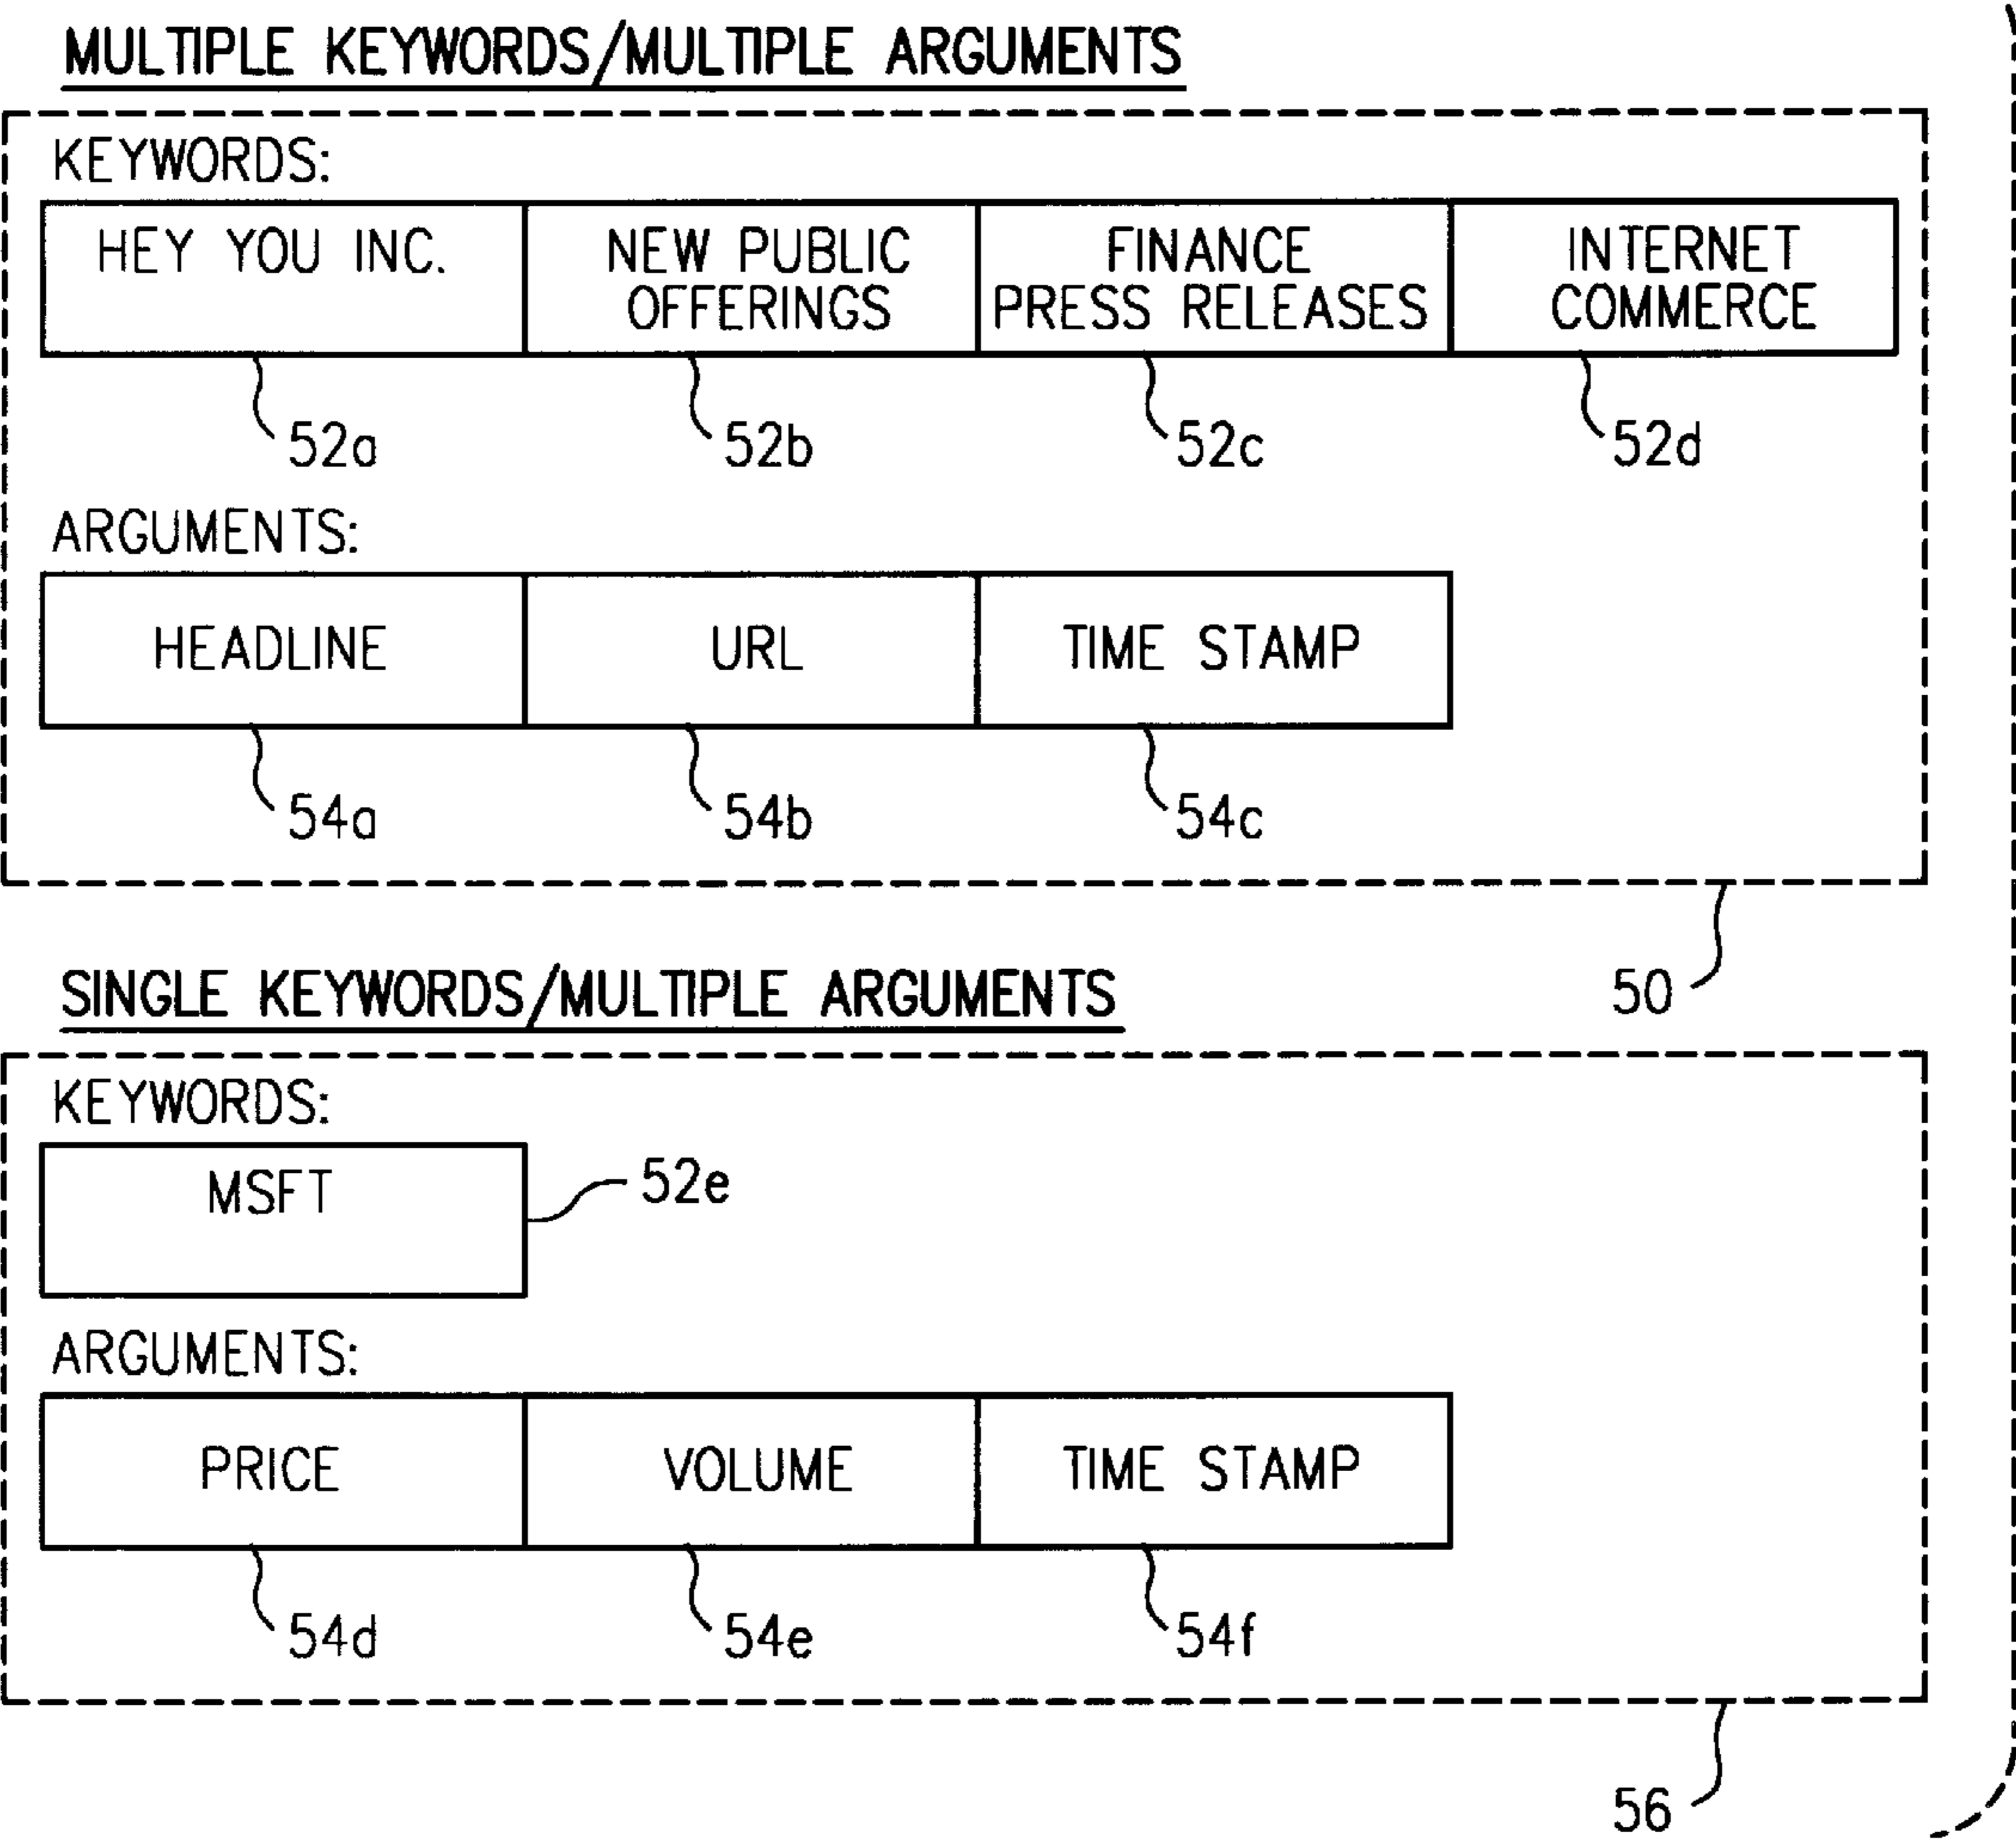 MULTIPLE KEYWORDS/MULTIPLE ARGUMENTS
KEYWORDS:
HEY YOU INC.
NEW PUBLIC
OFFERINGS
FINANCE
PRESS RELEASES
INTERNET
COMMERCE
52a
52b
52c
52d
ARGUMENTS:
HEADLINE
URL
TIME STAMP
54a
54b
54c
50
SINGLE KEYWORDS/MULTIPLE ARGUMENTS
KEYWORDS:
MSFT
52e
ARGUMENTS:
PRICE
VOLUME
TIME STAMP
54d
54e
54f
56